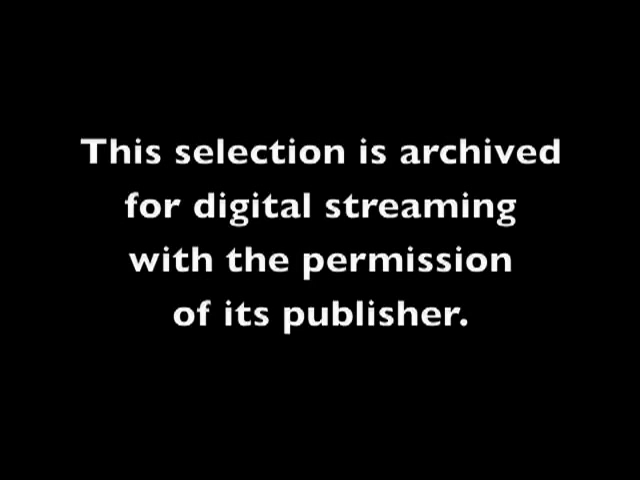 This selection is archived
for digital streaming
with the permission
of its publisher.